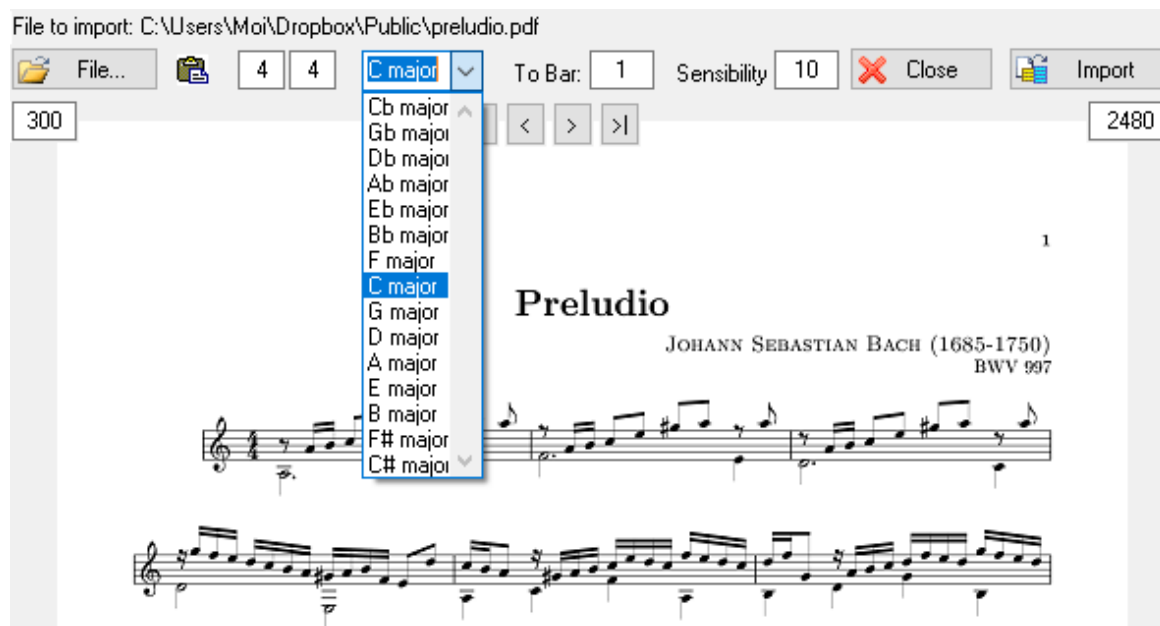 File to import: C:\Users\Moi\Dropbox\Public\preludio.pdf
File... 4 4 C major To Bar: 1 Sensibility 10 Close Import
300 < > >| 2480
Cb major
Gb major
Db major
Ab major
Eb major
Bb major
F major
C major
G major
D major
A major
E major
B major
F# major
C# major
1
Preludio
JOHANN SEBASTIAN BACH (1685-1750)
BWV 997